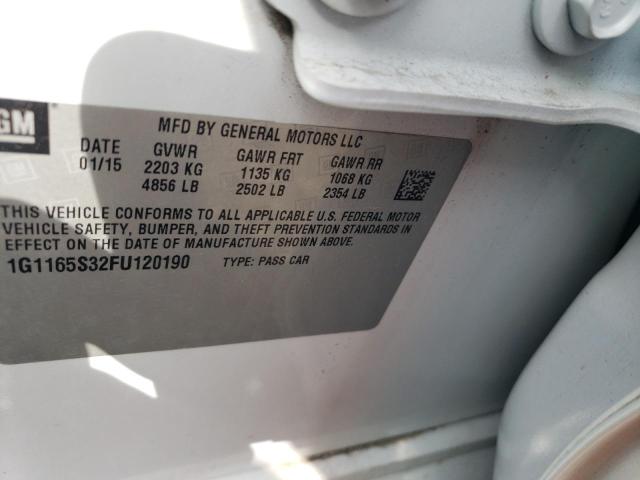 GM
MFD BY GENERAL MOTORS LLC
DATE GVWR GAWR FRT GAWR RR
01/15 2203 KG 1135 KG 1068 KG
4856 LB 2502 LB 2354 LB
THIS VEHICLE CONFORMS TO ALL APPLICABLE U.S. FEDERAL MOTOR
VEHICLE SAFETY, BUMPER, AND THEFT PREVENTION STANDARDS IN
EFFECT ON THE DATE OF MANUFACTURE SHOWN ABOVE.
1G1165S32FU120190 TYPE: PASS CAR